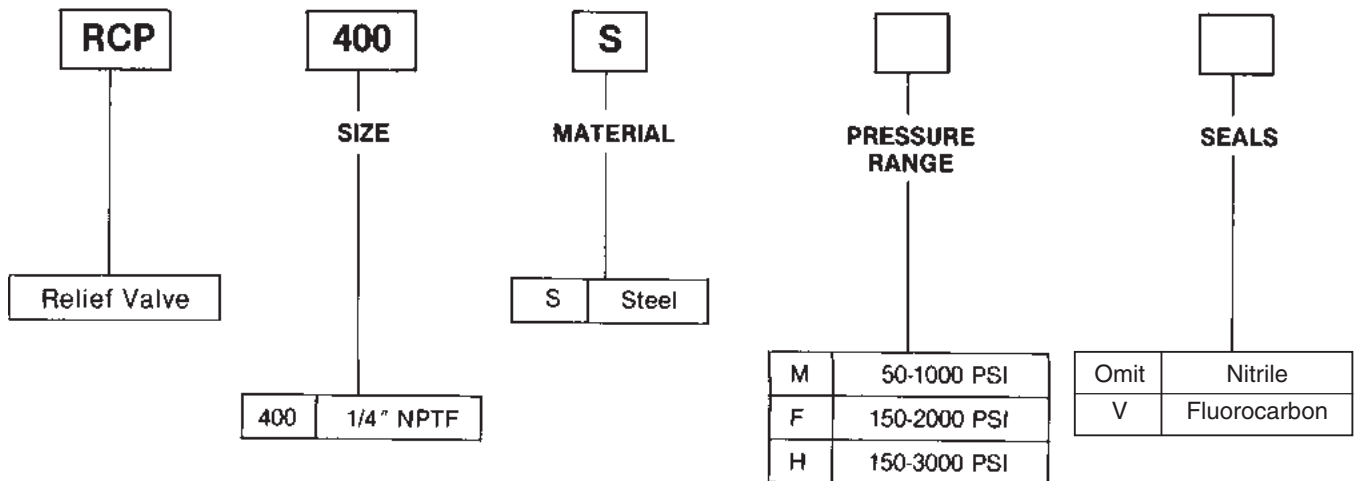 RCP 400 S
SIZE MATERIAL PRESSURE RANGE SEALS
Relief Valve
S Steel
400 1/4" NPTF
M 50-1000 PSI
F 150-2000 PSI
H 150-3000 PSI
Omit Nitrile
V Fluorocarbon